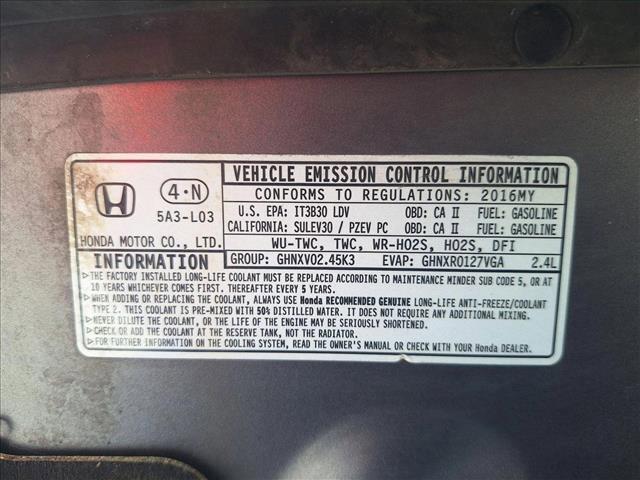 4·N
5A3-L03
HONDA MOTOR CO., LTD.
VEHICLE EMISSION CONTROL INFORMATION
CONFORMS TO REGULATIONS: 2016MY
U.S. EPA: IT3B30 LDV OBD: CA II FUEL: GASOLINE
CALIFORNIA: SULEV30 / PZEV PC OBD: CA II FUEL: GASOLINE
WU-TWC, TWC, WR-HO2S, HO2S, DFI
GROUP: GHNXV02.45K3 EVAP: GHNXR0127VGA 2.4L
INFORMATION
▷THE FACTORY INSTALLED LONG-LIFE COOLANT MUST BE REPLACED ACCORDING TO MAINTENANCE MINDER SUB CODE 5, OR AT
10 YEARS WHICHEVER COMES FIRST. THEREAFTER EVERY 5 YEARS.
▷WHEN ADDING OR REPLACING THE COOLANT, ALWAYS USE Honda RECOMMENDED GENUINE LONG-LIFE ANTI-FREEZE/COOLANT
TYPE 2. THIS COOLANT IS PRE-MIXED WITH 50% DISTILLED WATER. IT DOES NOT REQUIRE ANY ADDITIONAL MIXING.
▷CORROSION DURATION, OR THE LIFE OF THE ENGINE MAY BE SERIOUSLY SHORTENED.
▷CHECK OR ADD THE COOLANT AT THE RESERVE TANK, NOT THE RADIATOR.
▷FOR FURTHER INFORMATION ON THE COOLING SYSTEM, READ THE OWNER'S MANUAL OR CHECK WITH YOUR Honda DEALER.